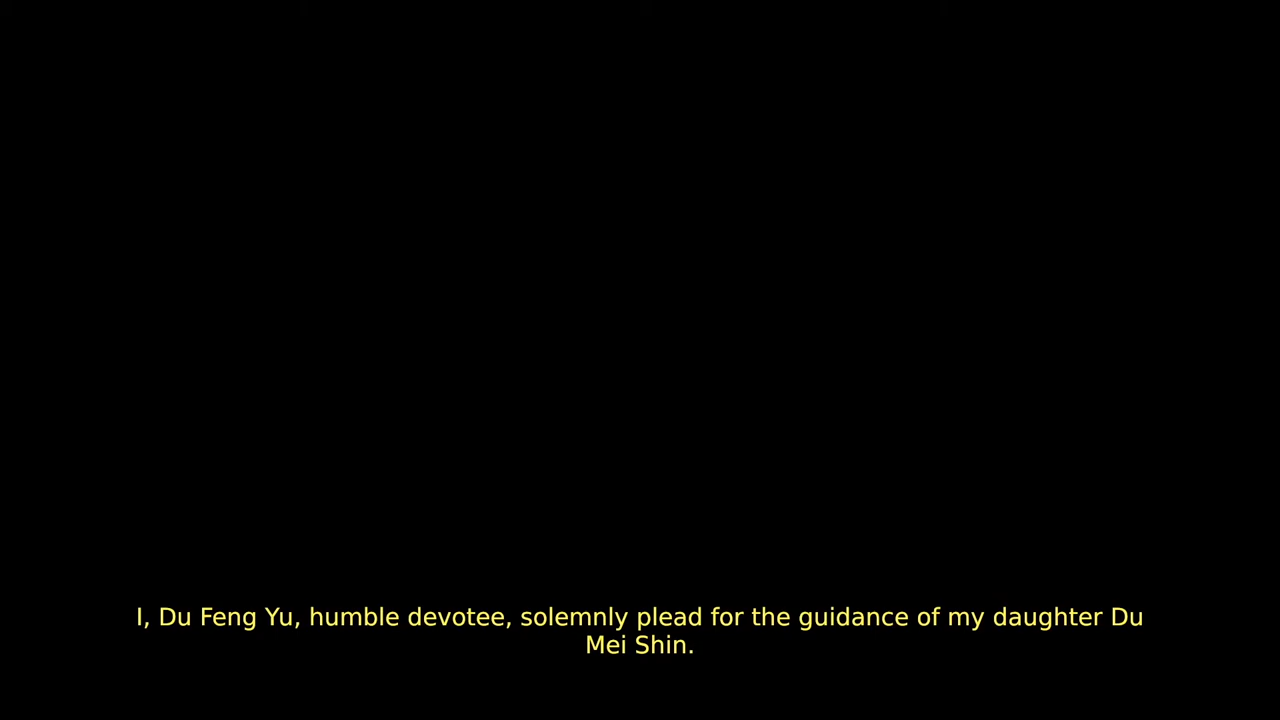 I, Du Feng Yu, humble devotee, solemnly plead for the guidance of my daughter Du
Mei Shin.